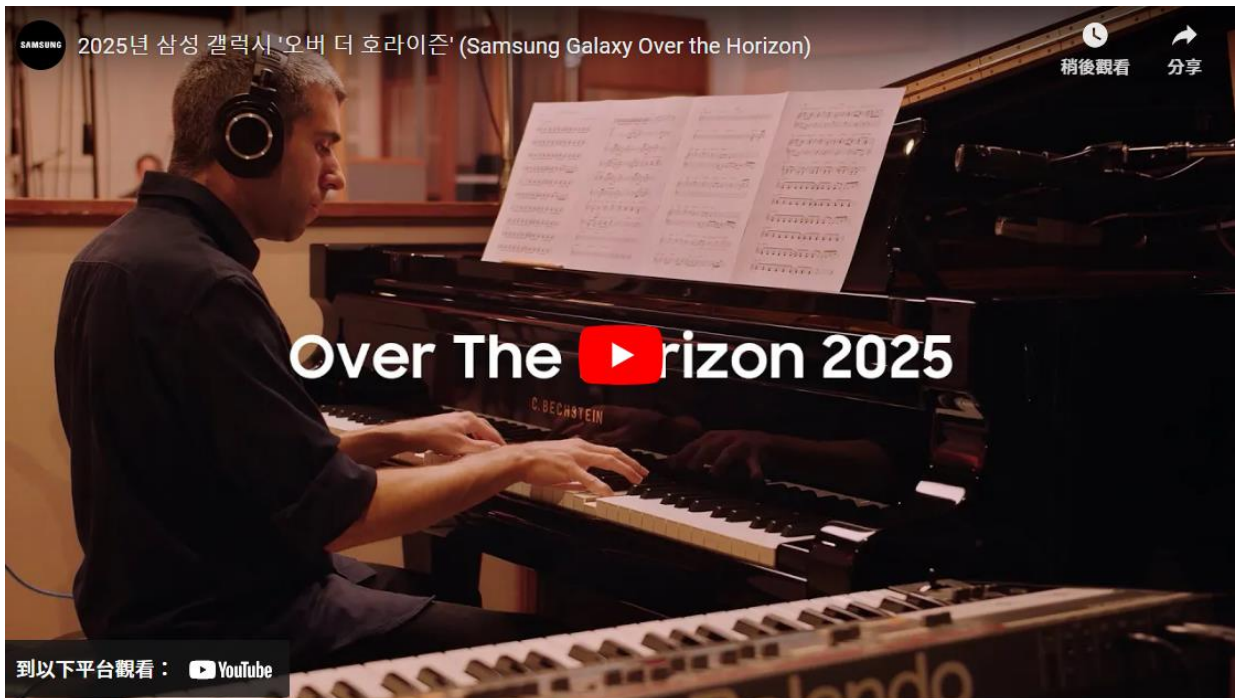 SAMSUNG
2025년 삼성 갤럭시 '오버 더 호라이즌' (Samsung Galaxy Over the Horizon)
稍後觀看
分享
Over The rizon 2025
C. BECHSTEIN
到以下平台觀看：
YouTube